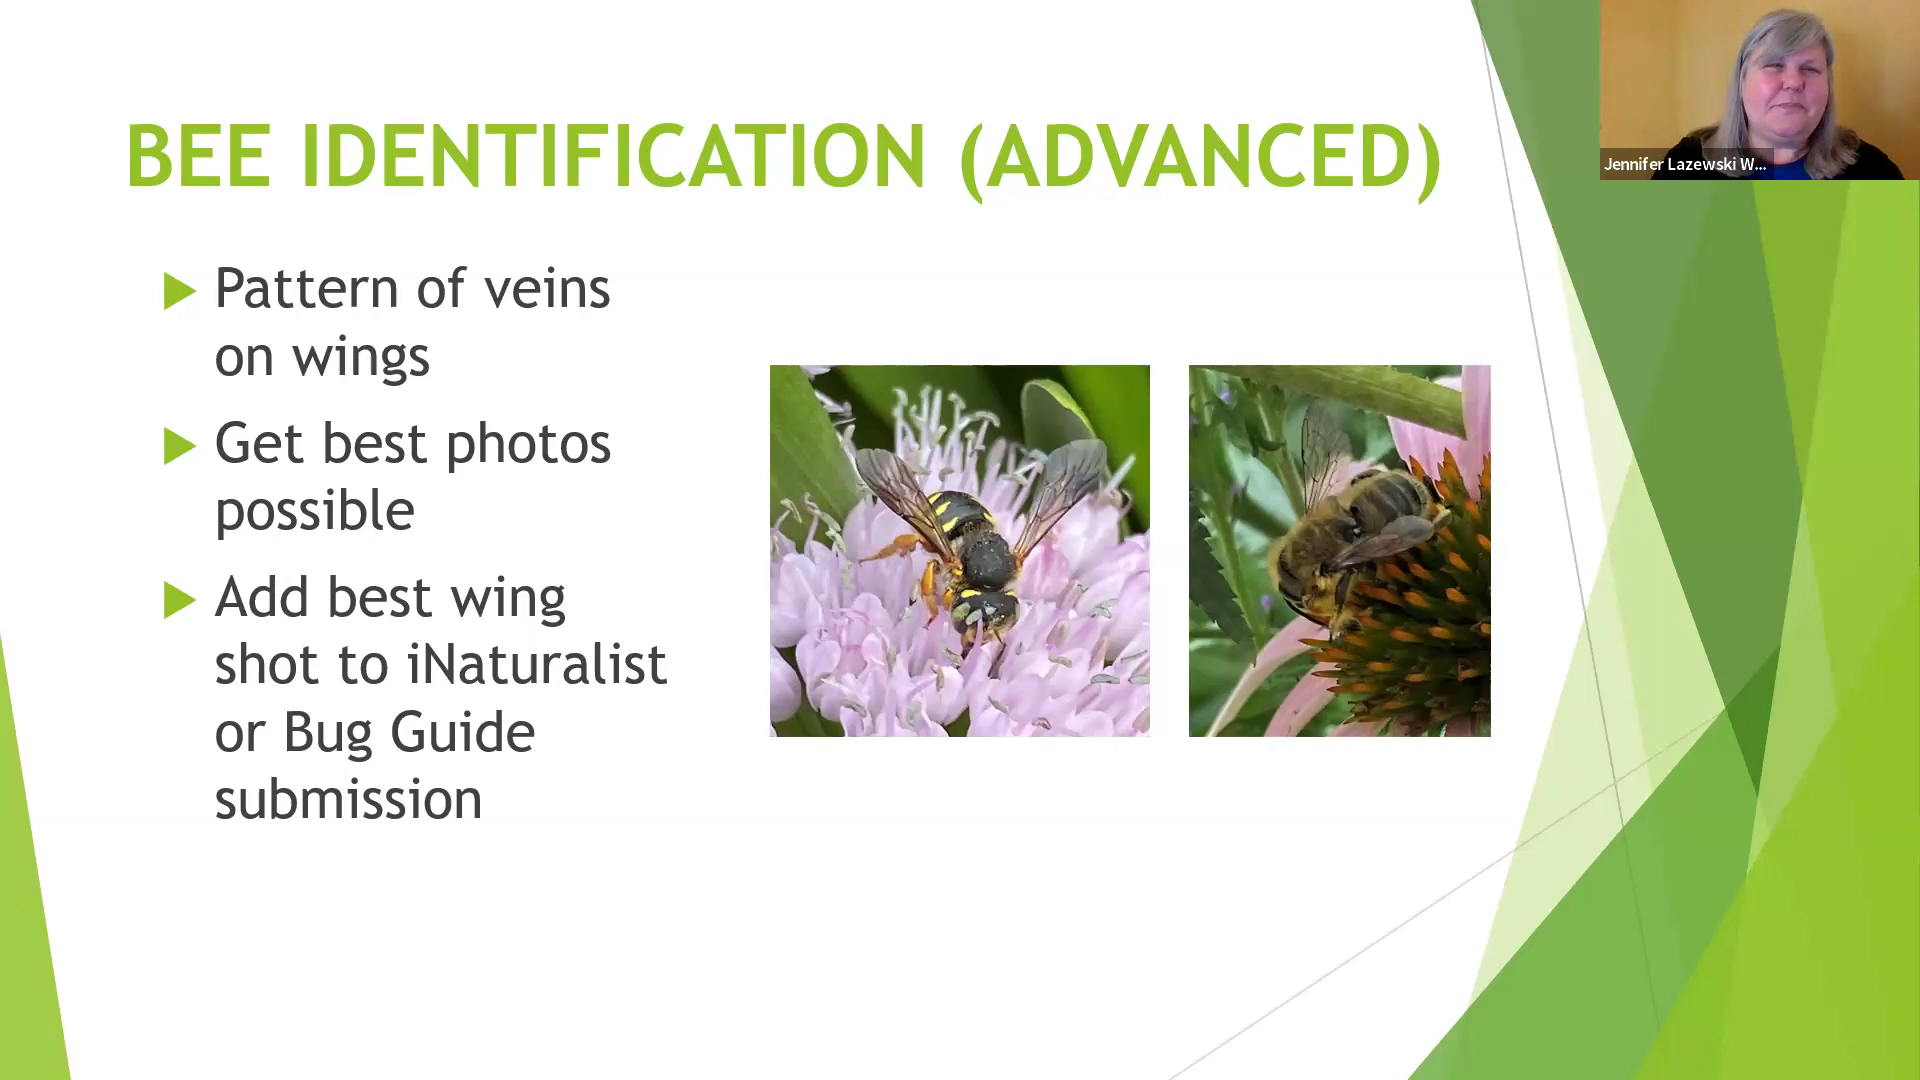 BEE IDENTIFICATION (ADVANCED)
Pattern of veins
on wings
Get best photos
possible
Add best wing
shot to iNaturalist
or Bug Guide
submission
Jennifer Lazewski W...